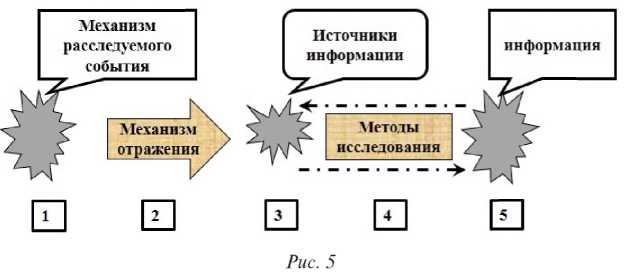 Механизм
расследуемого
события
Источники
информации
информация
Механизм
отражения
Методы
исследования
1
2
3
4
5
Рис. 5